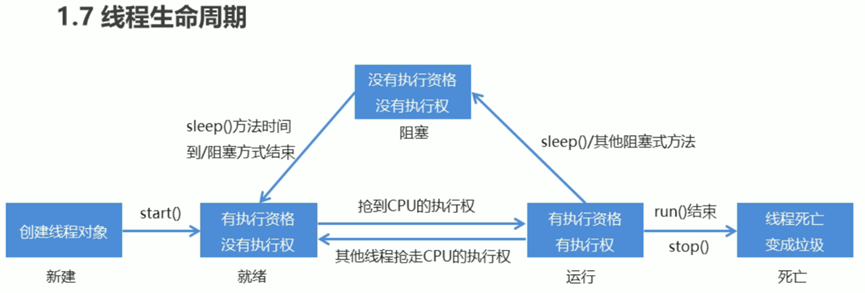 1.7 线程生命周期
没有执行资格
没有执行权
阻塞
sleep()方法时间
到/阻塞方式结束
sleep()/其他阻塞式方法
创建线程对象
新建
start()
有执行资格
没有执行权
就绪
抢到CPU的执行权
其他线程抢走CPU的执行权
有执行资格
有执行权
运行
run()结束
stop()
线程死亡
变成垃圾
死亡